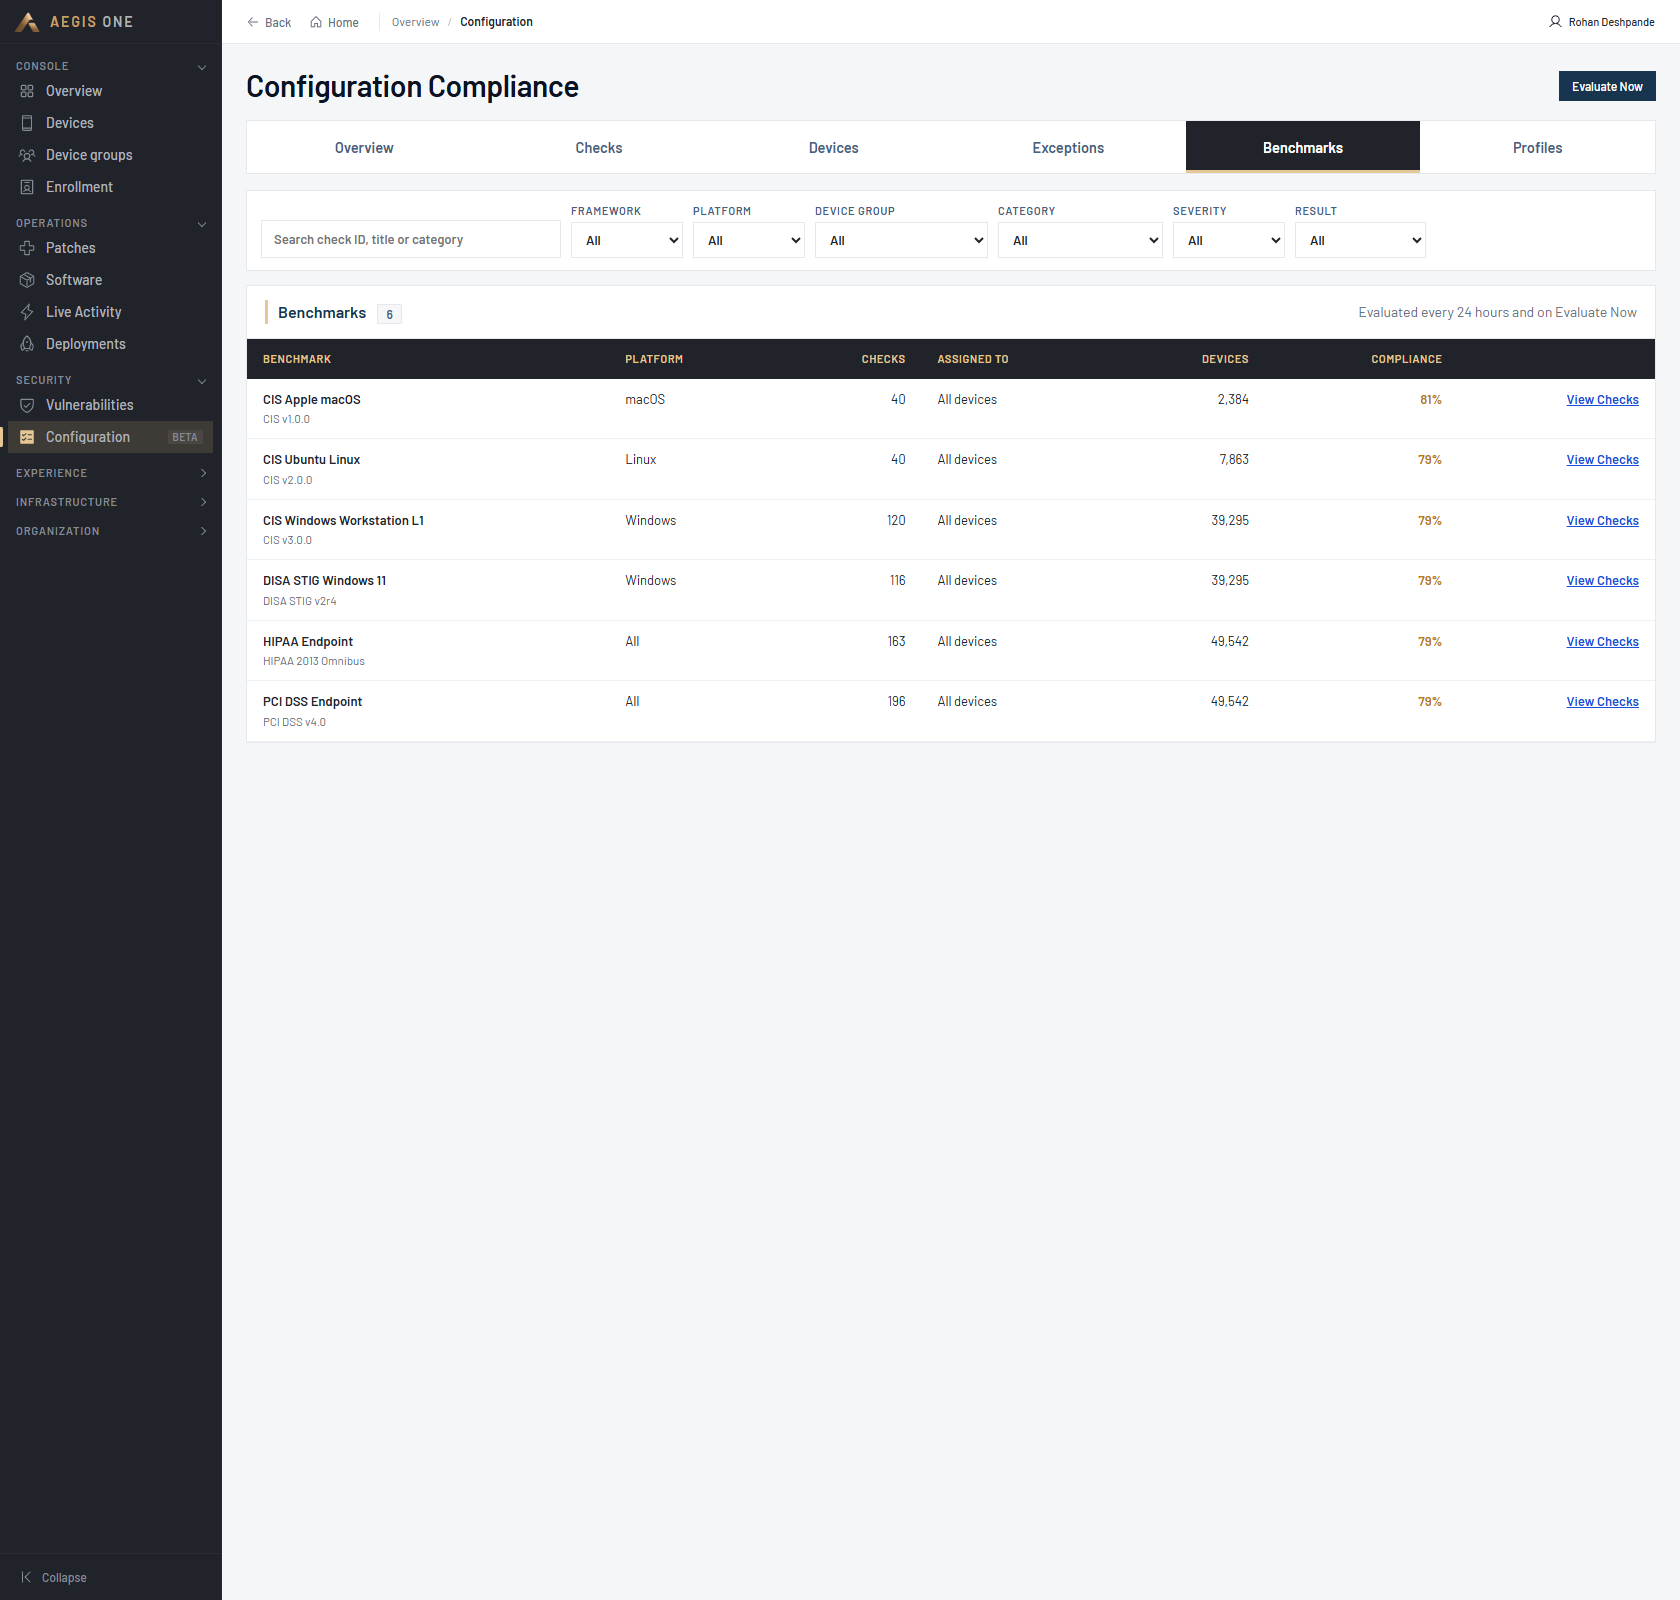 AEGIS ONE
CONSOLE
Overview
Devices
Device groups
Enrollment
OPERATIONS
Patches
Software
Live Activity
Deployments
SECURITY
Vulnerabilities
Configuration BETA
EXPERIENCE
INFRASTRUCTURE
ORGANIZATION
Collapse
Back Home Overview / Configuration Rohan Deshpande
Configuration Compliance Evaluate Now
Overview Checks Devices Exceptions Benchmarks Profiles
FRAMEWORK PLATFORM DEVICE GROUP CATEGORY SEVERITY RESULT
Search check ID, title or category All All All All All All
Benchmarks 6 Evaluated every 24 hours and on Evaluate Now
BENCHMARK PLATFORM CHECKS ASSIGNED TO DEVICES COMPLIANCE
CIS Apple macOS macOS 40 All devices 2,384 81% View Checks
CIS v1.0.0
CIS Ubuntu Linux Linux 40 All devices 7,863 79% View Checks
CIS v2.0.0
CIS Windows Workstation L1 Windows 120 All devices 39,295 79% View Checks
CIS v3.0.0
DISA STIG Windows 11 Windows 116 All devices 39,295 79% View Checks
DISA STIG v2r4
HIPAA Endpoint All 163 All devices 49,542 79% View Checks
HIPAA 2013 Omnibus
PCI DSS Endpoint All 196 All devices 49,542 79% View Checks
PCI DSS v4.0